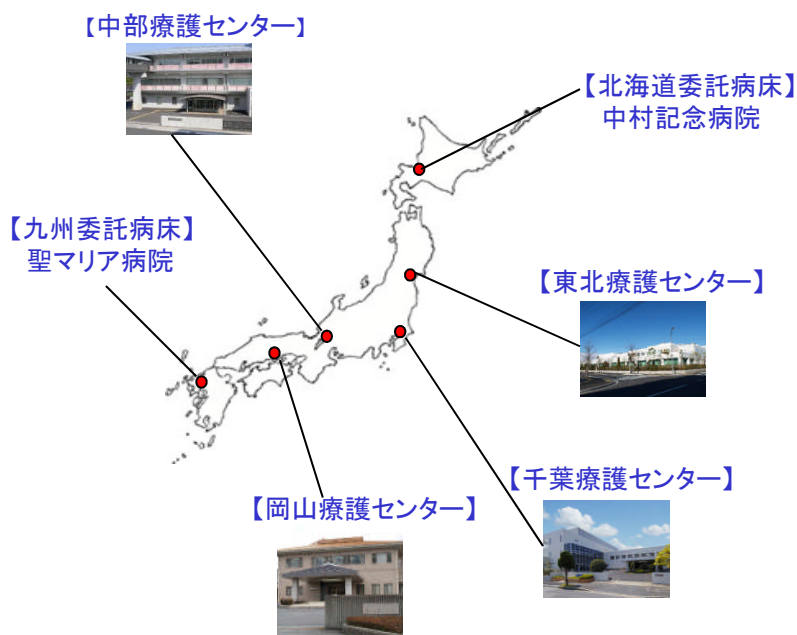 【中部療護センター】
【北海道委託病床】
中村記念病院
【九州委託病床】
聖マリア病院
【東北療護センター】
【千葉療護センター】
【岡山療護センター】